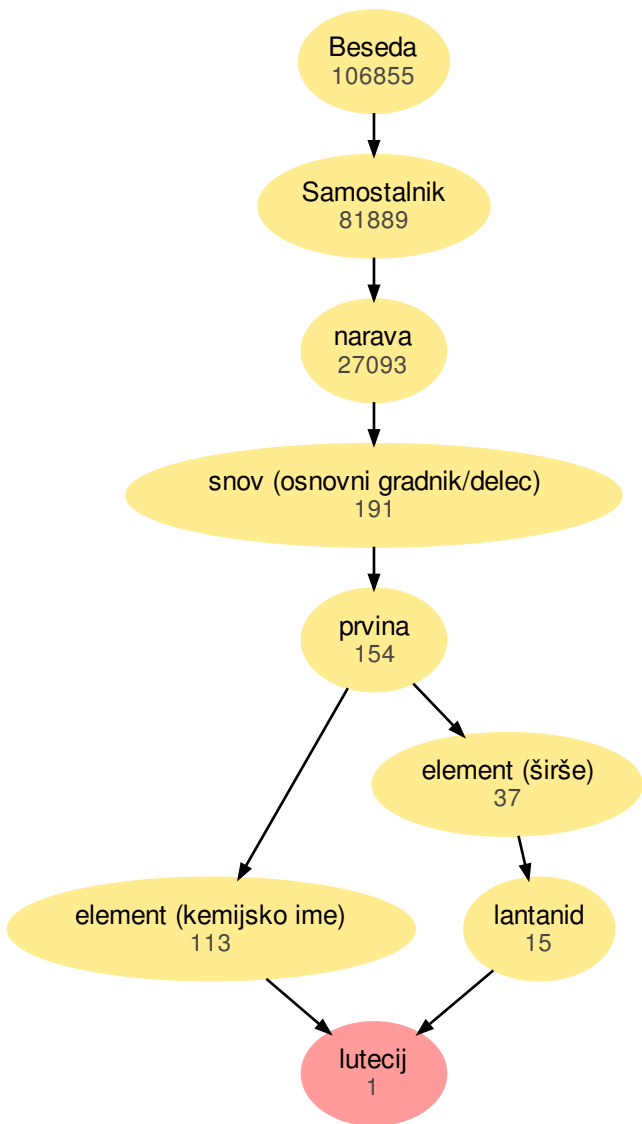 Beseda
106855
Samostalnik
81889
narava
27093
snov (osnovni gradnik/delec)
191
prvina
154
element (širše)
37
element (kemijsko ime)
113
lantanid
15
lutecij
1